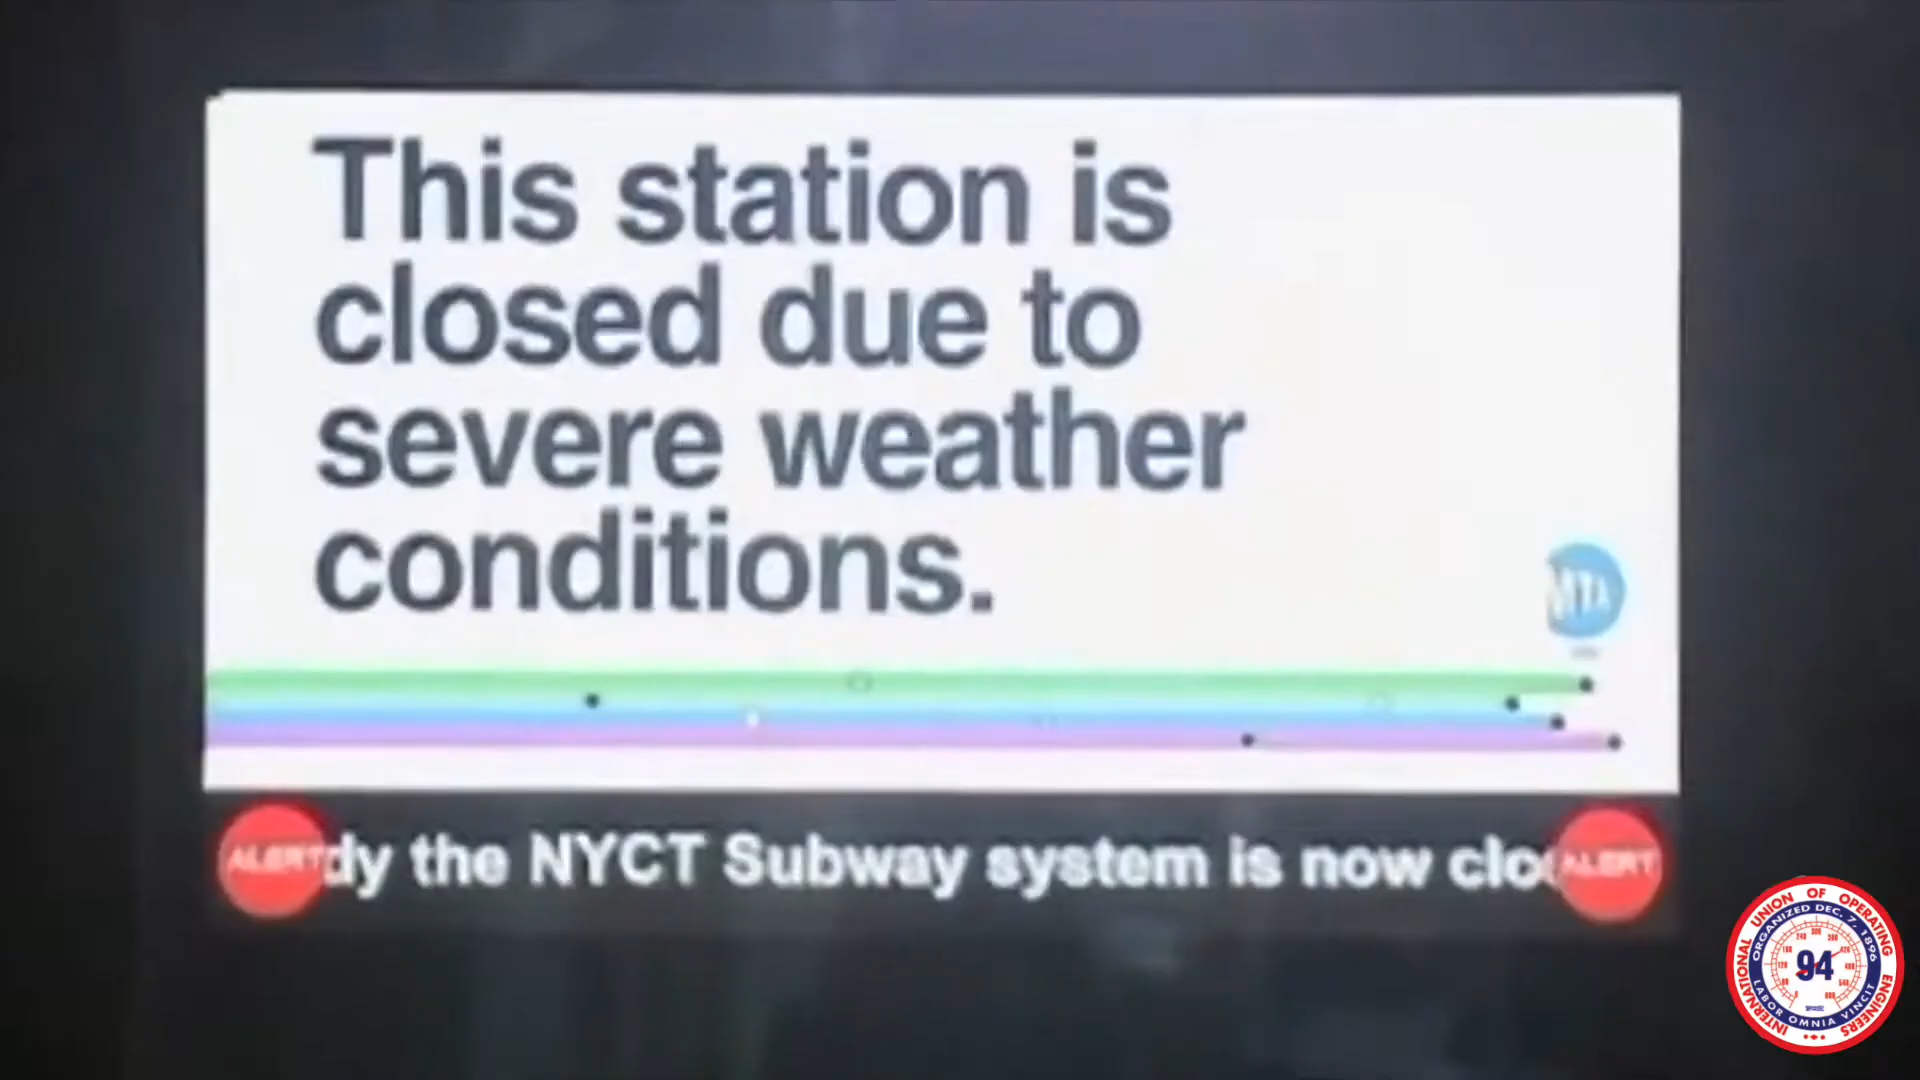 This station is
closed due to
severe weather
conditions.
MTA
ALERT dy the NYCT Subway system is now clo ALERT
INTERNATIONAL UNION OF OPERATING ENGINEERS
ORGANIZED DEC. 7, 1896
94
LABOR OMNIA VINCIT